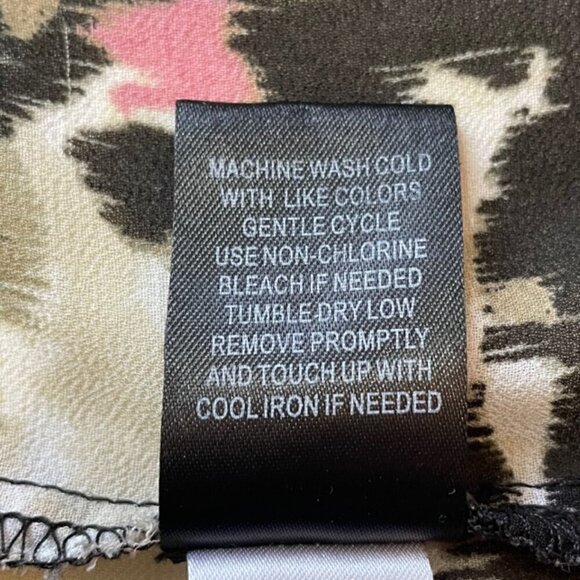 MACHINE WASH COLD
WITH LIKE COLORS
GENTLE CYCLE
USE NON-CHLORINE
BLEACH IF NEEDED
TUMBLE DRY LOW
REMOVE PROMPTLY
AND TOUCH UP WITH
COOL IRON IF NEEDED